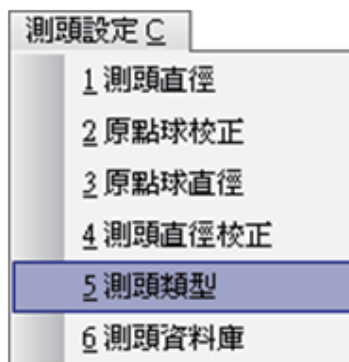 測頭設定 C
1 測頭直徑
2 原點球校正
3 原點球直徑
4 測頭直徑校正
5 測頭類型
6 測頭資料庫